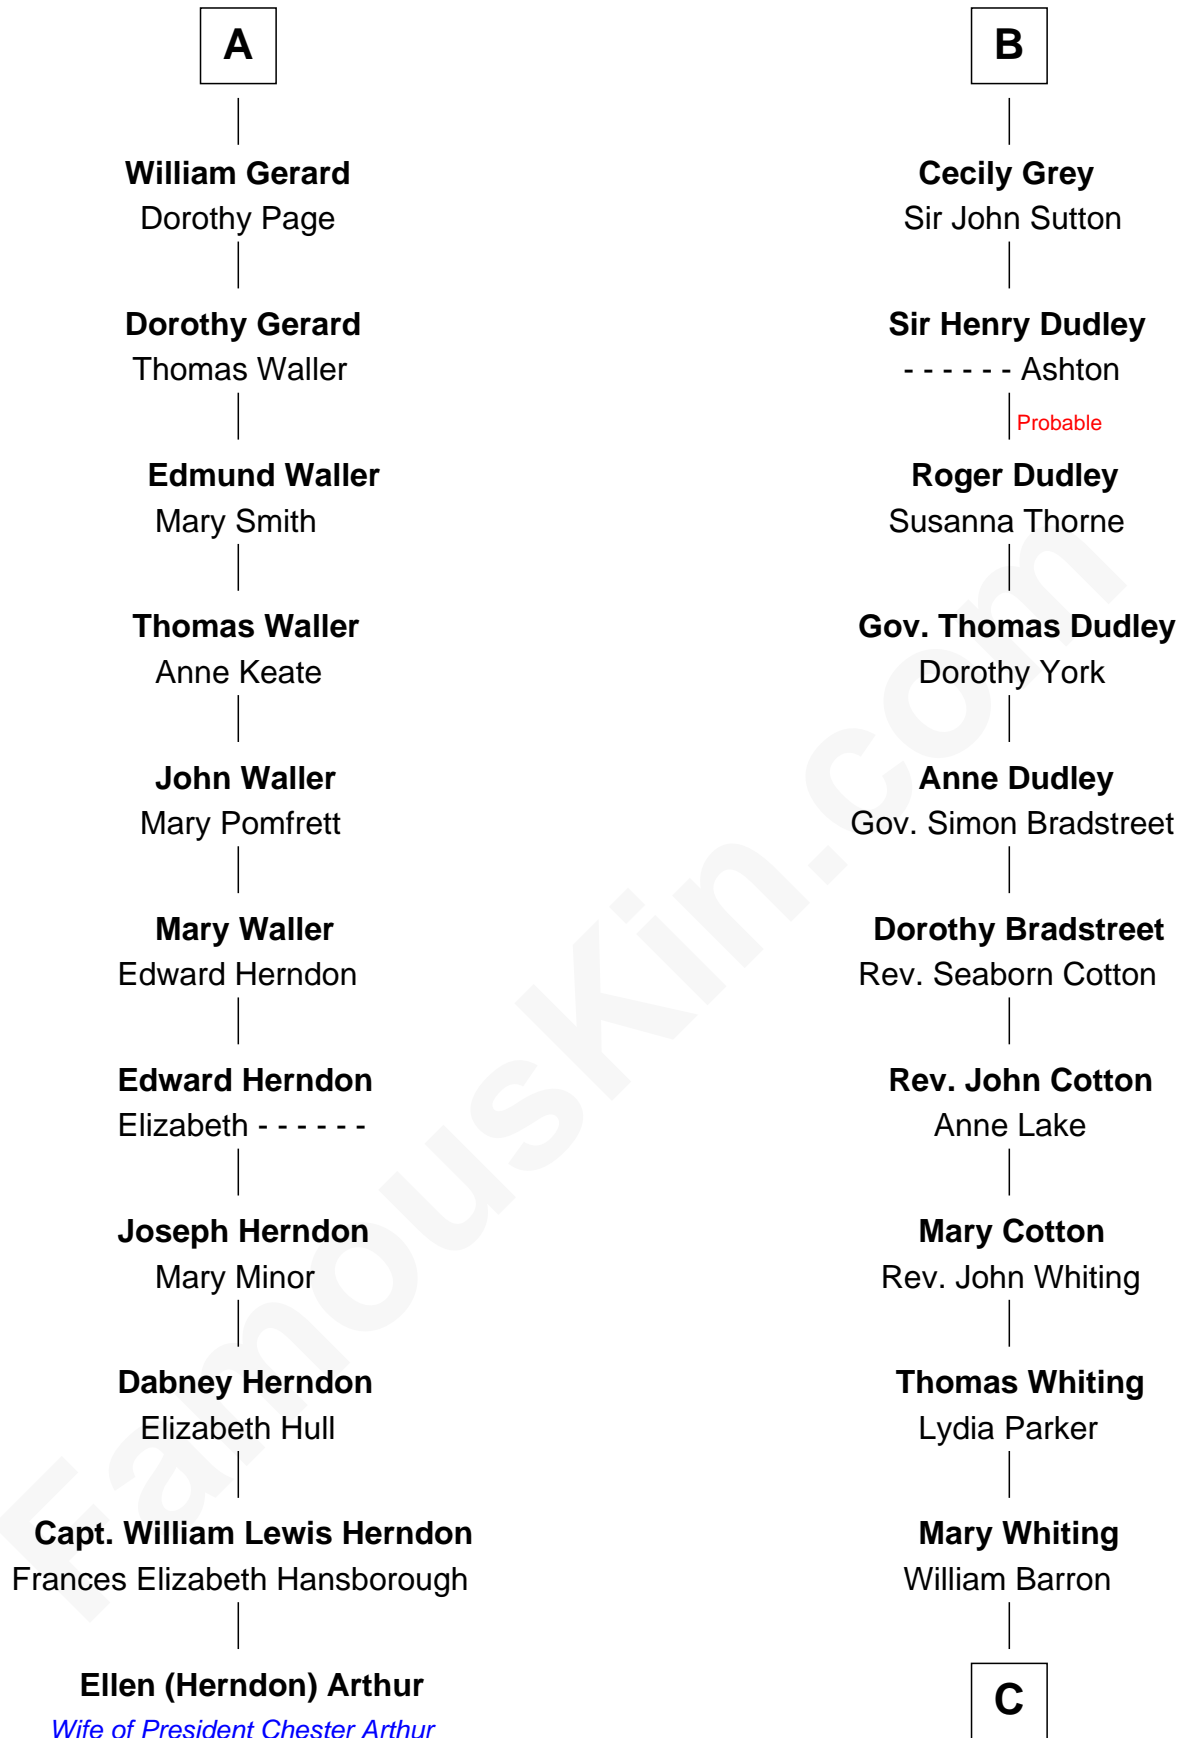 A
William Gerard
Dorothy Page
Dorothy Gerard
Thomas Waller
Edmund Waller
Mary Smith
Thomas Waller
Anne Keate
John Waller
Mary Pomfrett
Mary Waller
Edward Herndon
Edward Herndon
Elizabeth - - - - - -
Joseph Herndon
Mary Minor
Dabney Herndon
Elizabeth Hull
Capt. William Lewis Herndon
Frances Elizabeth Hansborough
Ellen (Herndon) Arthur
Wife of President Chester Arthur
B
Cecily Grey
Sir John Sutton
Sir Henry Dudley
- - - - - - Ashton
Probable
Roger Dudley
Susanna Thorne
Gov. Thomas Dudley
Dorothy York
Anne Dudley
Gov. Simon Bradstreet
Dorothy Bradstreet
Rev. Seaborn Cotton
Rev. John Cotton
Anne Lake
Mary Cotton
Rev. John Whiting
Thomas Whiting
Lydia Parker
Mary Whiting
William Barron
C
FamousKin.com